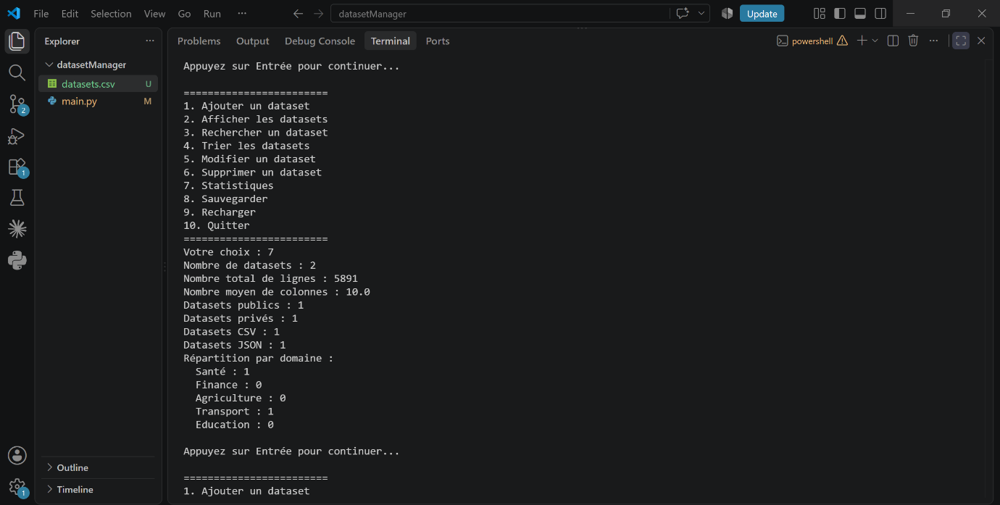 File Edit Selection View Go Run ··· datasetManager Update
Explorer ···
datasetManager
datasets.csv U
main.py M
2
1
Outline
Timeline
1
Problems Output Debug Console Terminal Ports powershell ···
Appuyez sur Entrée pour continuer...
========================
1. Ajouter un dataset
2. Afficher les datasets
3. Rechercher un dataset
4. Trier les datasets
5. Modifier un dataset
6. Supprimer un dataset
7. Statistiques
8. Sauvegarder
9. Recharger
10. Quitter
========================
Votre choix : 7
Nombre de datasets : 2
Nombre total de lignes : 5891
Nombre moyen de colonnes : 10.0
Datasets publics : 1
Datasets privés : 1
Datasets CSV : 1
Datasets JSON : 1
Répartition par domaine :
  Santé : 1
  Finance : 0
  Agriculture : 0
  Transport : 1
  Education : 0
Appuyez sur Entrée pour continuer...
========================
1. Ajouter un dataset